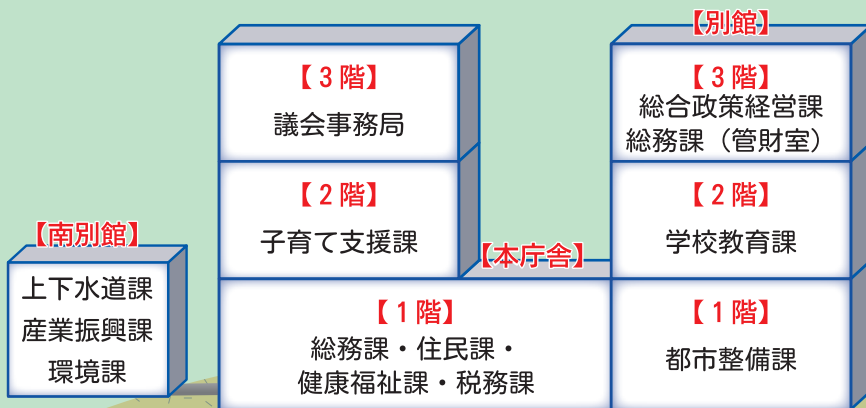 【南別館】
上下水道課
産業振興課
環境課
【本庁舎】
【3階】
議会事務局
【2階】
子育て支援課
【1階】
総務課・住民課・
健康福祉課・税務課
【別館】
【3階】
総合政策経営課
総務課（管財室）
【2階】
学校教育課
【1階】
都市整備課